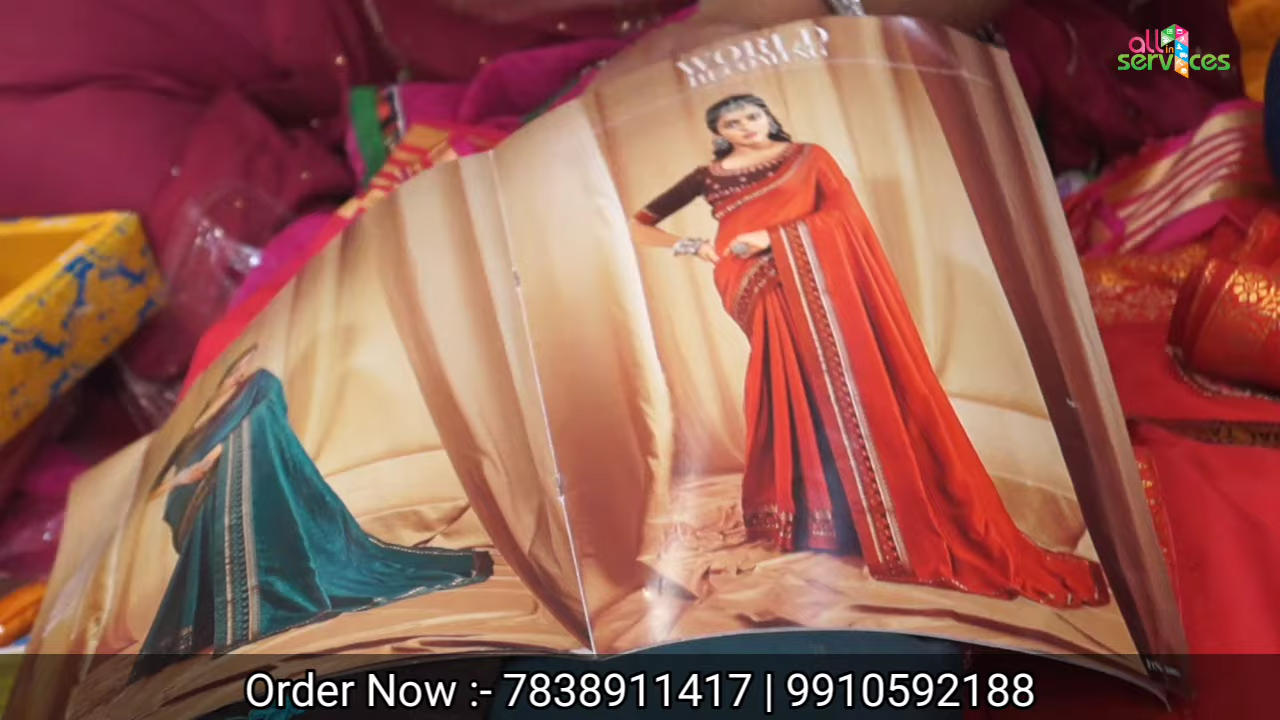 all
in
services
WORLD
Order Now :- 7838911417 | 9910592188